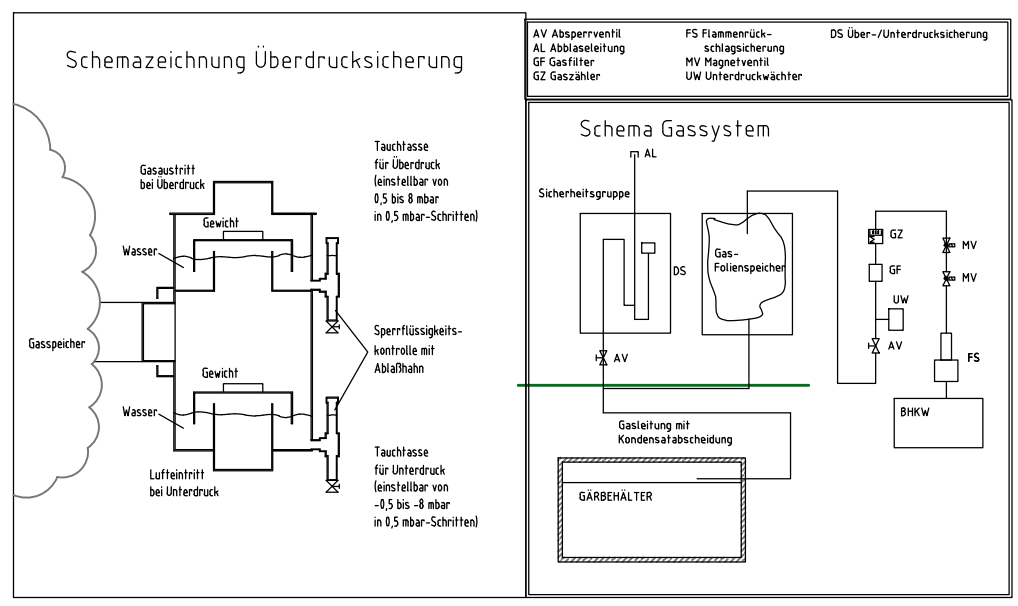 Schemazeichnung Überdrucksicherung
Tauchtasse
für Überdruck
(einstellbar von
0,5 bis 8 mbar
in 0,5 mbar-Schritten)
Gasaustritt
bei Überdruck
Gewicht
Wasser
Gasspeicher
Sperrflüssigkeits-
kontrolle mit
Ablaßhahn
Gewicht
Wasser
Lufteintritt
bei Unterdruck
Tauchtasse
für Unterdruck
(einstellbar von
-0,5 bis -8 mbar
in 0,5 mbar-Schritten)
AV Absperrventil
AL Abblaseleitung
GF Gasfilter
GZ Gaszähler
FS Flammenrück-
schlagsicherung
MV Magnetventil
UW Unterdruckwächter
DS Über-/Unterdrucksicherung
Schema Gassystem
AL
Sicherheitsgruppe
DS
Gas-
Folienspeicher
GZ
MV
GF
MV
UW
AV
AV
FS
BHKW
Gasleitung mit
Kondensatabscheidung
GÄRBEHÄLTER